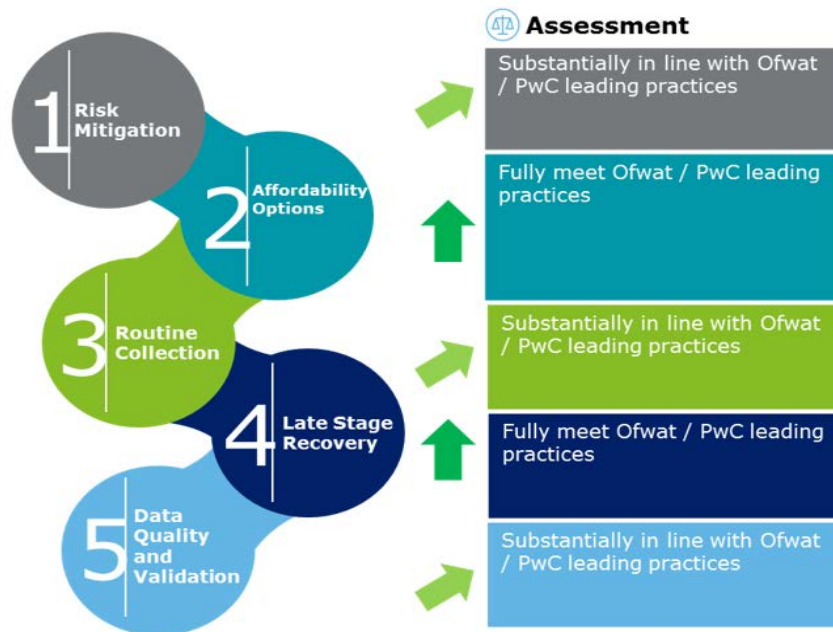 Assessment
1
Risk
Mitigation
Substantially in line with Ofwat
/ PwC leading practices
2
Affordability
Options
Fully meet Ofwat / PwC leading
practices
3
Routine
Collection
Substantially in line with Ofwat
/ PwC leading practices
4
Late Stage
Recovery
Fully meet Ofwat / PwC leading
practices
5
Data
Quality
and
Validation
Substantially in line with Ofwat
/ PwC leading practices